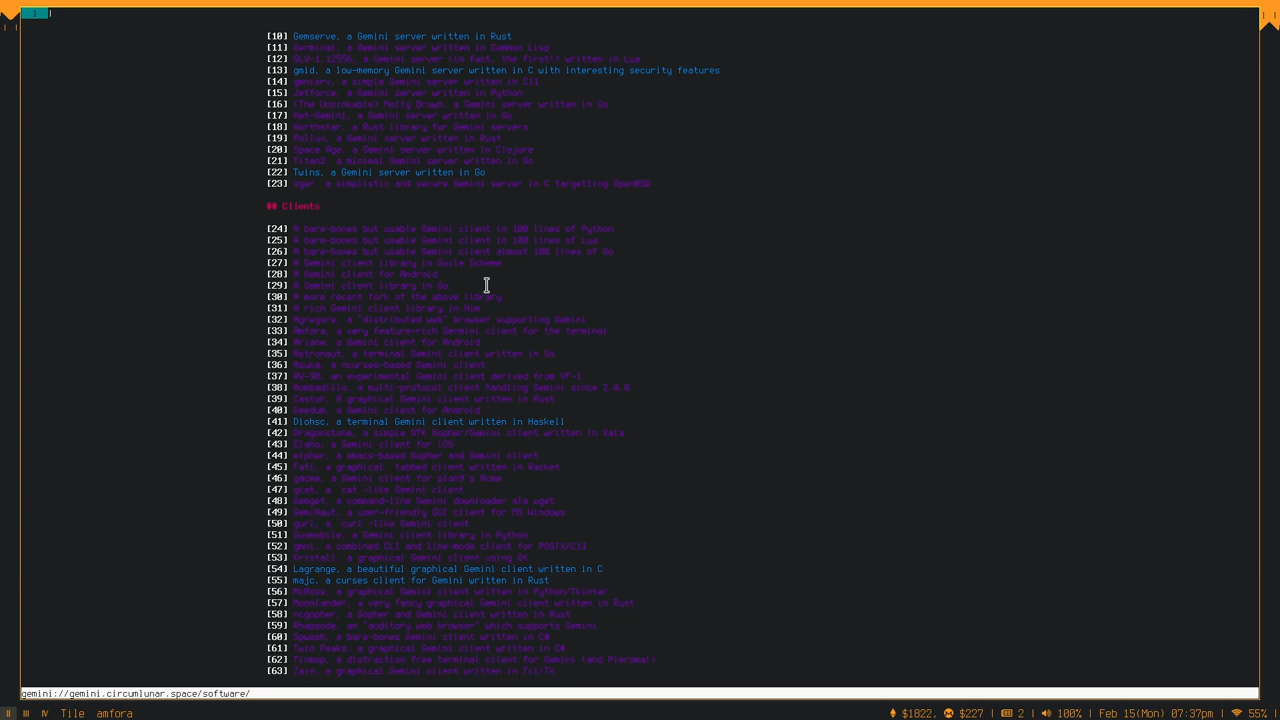 1
[10] Gemserve, a Gemini server written in Rust
[11] Germinal, a Gemini server written in Common Lisp
[12] GLV-1 12556, a Gemini server (in fact, the first!) written in Lua
[13] gmid, a low-memory Gemini server written in C with interesting security features
[14] gmnisrv, a simple Gemini server written in C11
[15] Jetforce, a Gemini server written in Python
[16] (The Unsinkable) Molly Brown, a Gemini server written in Go
[17] Net-Gemini, a Gemini server written in Go
[18] Northstar, a Rust library for Gemini servers
[19] Pollux, a Gemini server written in Rust
[20] Space Age, a Gemini server written in Clojure
[21] Titan2, a minimal Gemini server written in Go
[22] Twins, a Gemini server written in Go
[23] Vger, a simplistic and secure Gemini server in C targetting OpenBSD
## Clients
[24] A bare-bones but usable Gemini client in 100 lines of Python
[25] A bare-bones but usable Gemini client in 100 lines of Lua
[26] A bare-bones but usable Gemini client almost 100 lines of Go
[27] A Gemini client library in Guile Scheme
[28] A Gemini client for Android
[29] A Gemini client library in Go
[30] A more recent fork of the above library
[31] A rich Gemini client library in Nim
[32] Agregore, a "distributed web" browser supporting Gemini
[33] Amfora, a very feature-rich Germini client for the terminal
[34] Ariane, a Gemini client for Android
[35] Astronaut, a terminal Gemini client written in Go
[36] Asuka, a ncurses-based Gemini client
[37] AV-98, an experimental Gemini client derived from VF-1
[38] Bombadillo, a multi-protocol client handling Gemini since 2.0.0
[39] Castor, A graphical Gemini client written in Rust
[40] Deedum, a Gemini client for Android
[41] Diohsc, a terminal Gemini client written in Haskell
[42] Dragonstone, a simple GTK Gopher/Gemini client written in Vala
[43] Elaho, a Gemini client for iOS
[44] elpher, a emacs-based Gopher and Gemini client
[45] Fafi, a graphical, tabbed client written in Racket
[46] gacme, a Gemini client for plan9's Acme
[47] gcat, a `cat`-like Gemini client
[48] Gemget, a command-line Gemini downloader ala wget
[49] GemiNaut, a user-friendly GUI client for MS Windows
[50] gurl, a `curl`-like Gemini client
[51] Gusmobile, a Gemini client library in Python
[52] gmni, a combined CLI and line-mode client for POSIX/C11
[53] Kristall, a graphical Gemini client using Qt
[54] Lagrange, a beautiful graphical Gemini client written in C
[55] majc, a curses client for Gemini written in Rust
[56] McRoss, a graphical Gemini client written in Python/Tkinter
[57] Moonlander, a very fancy graphical Gemini client written in Rust
[58] ncgopher, a Gopher and Gemini client written in Rust
[59] Rhapsode, an "auditory web browser" which supports Gemini
[60] Spwash, a bare-bones Gemini client written in C#
[61] Twin Peaks, a graphical Gemini client written in C#
[62] Tinmop, a distraction free terminal client for Gemini (and Pleroma!)
[63] Zain, a graphical Gemini client written in Tcl/Tk
gemini://gemini.circumlunar.space/software/
II III IV Tile amfora $1822, $227 | 2 | 100% | Feb 15(Mon) 07:37pm | 55%